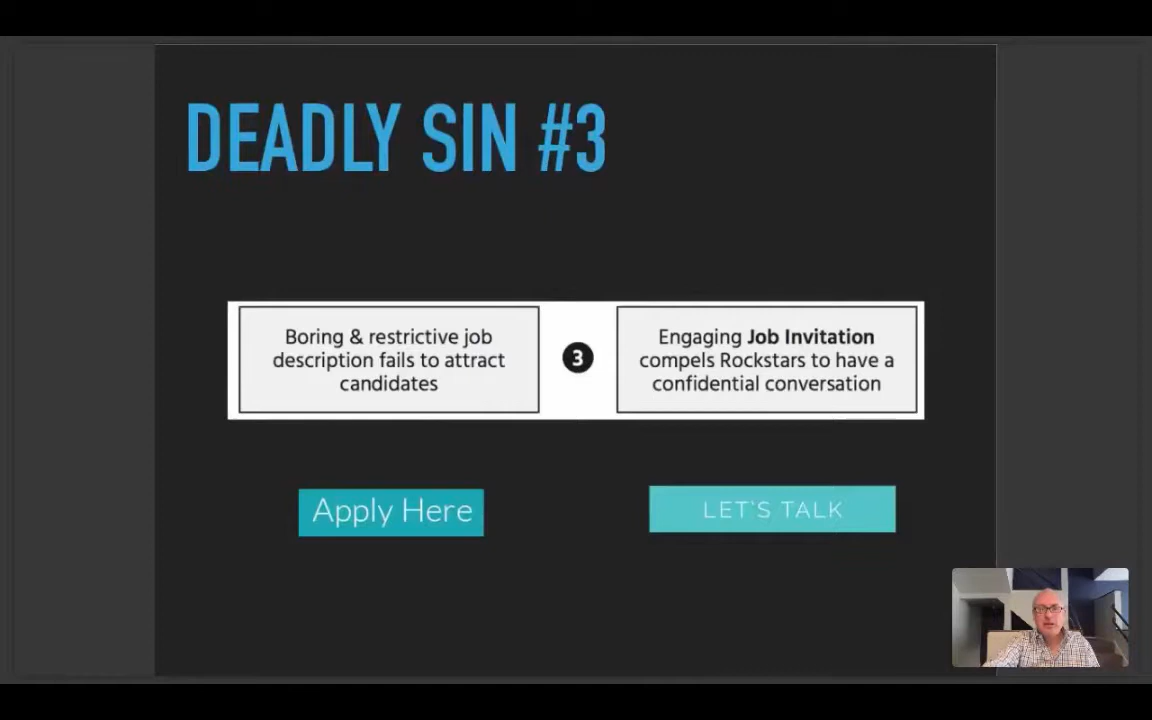 DEADLY SIN #3
Boring & restrictive job
description fails to attract
candidates
3
Engaging Job Invitation
compels Rockstars to have a
confidential conversation
Apply Here
LET'S TALK